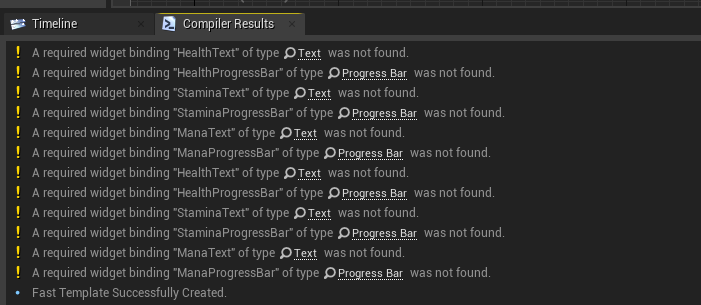 Timeline
Compiler Results
A required widget binding "HealthText" of type Text was not found.
A required widget binding "HealthProgressBar" of type Progress Bar was not found.
A required widget binding "StaminaText" of type Text was not found.
A required widget binding "StaminaProgressBar" of type Progress Bar was not found.
A required widget binding "ManaText" of type Text was not found.
A required widget binding "ManaProgressBar" of type Progress Bar was not found.
A required widget binding "HealthText" of type Text was not found.
A required widget binding "HealthProgressBar" of type Progress Bar was not found.
A required widget binding "StaminaText" of type Text was not found.
A required widget binding "StaminaProgressBar" of type Progress Bar was not found.
A required widget binding "ManaText" of type Text was not found.
A required widget binding "ManaProgressBar" of type Progress Bar was not found.
Fast Template Successfully Created.